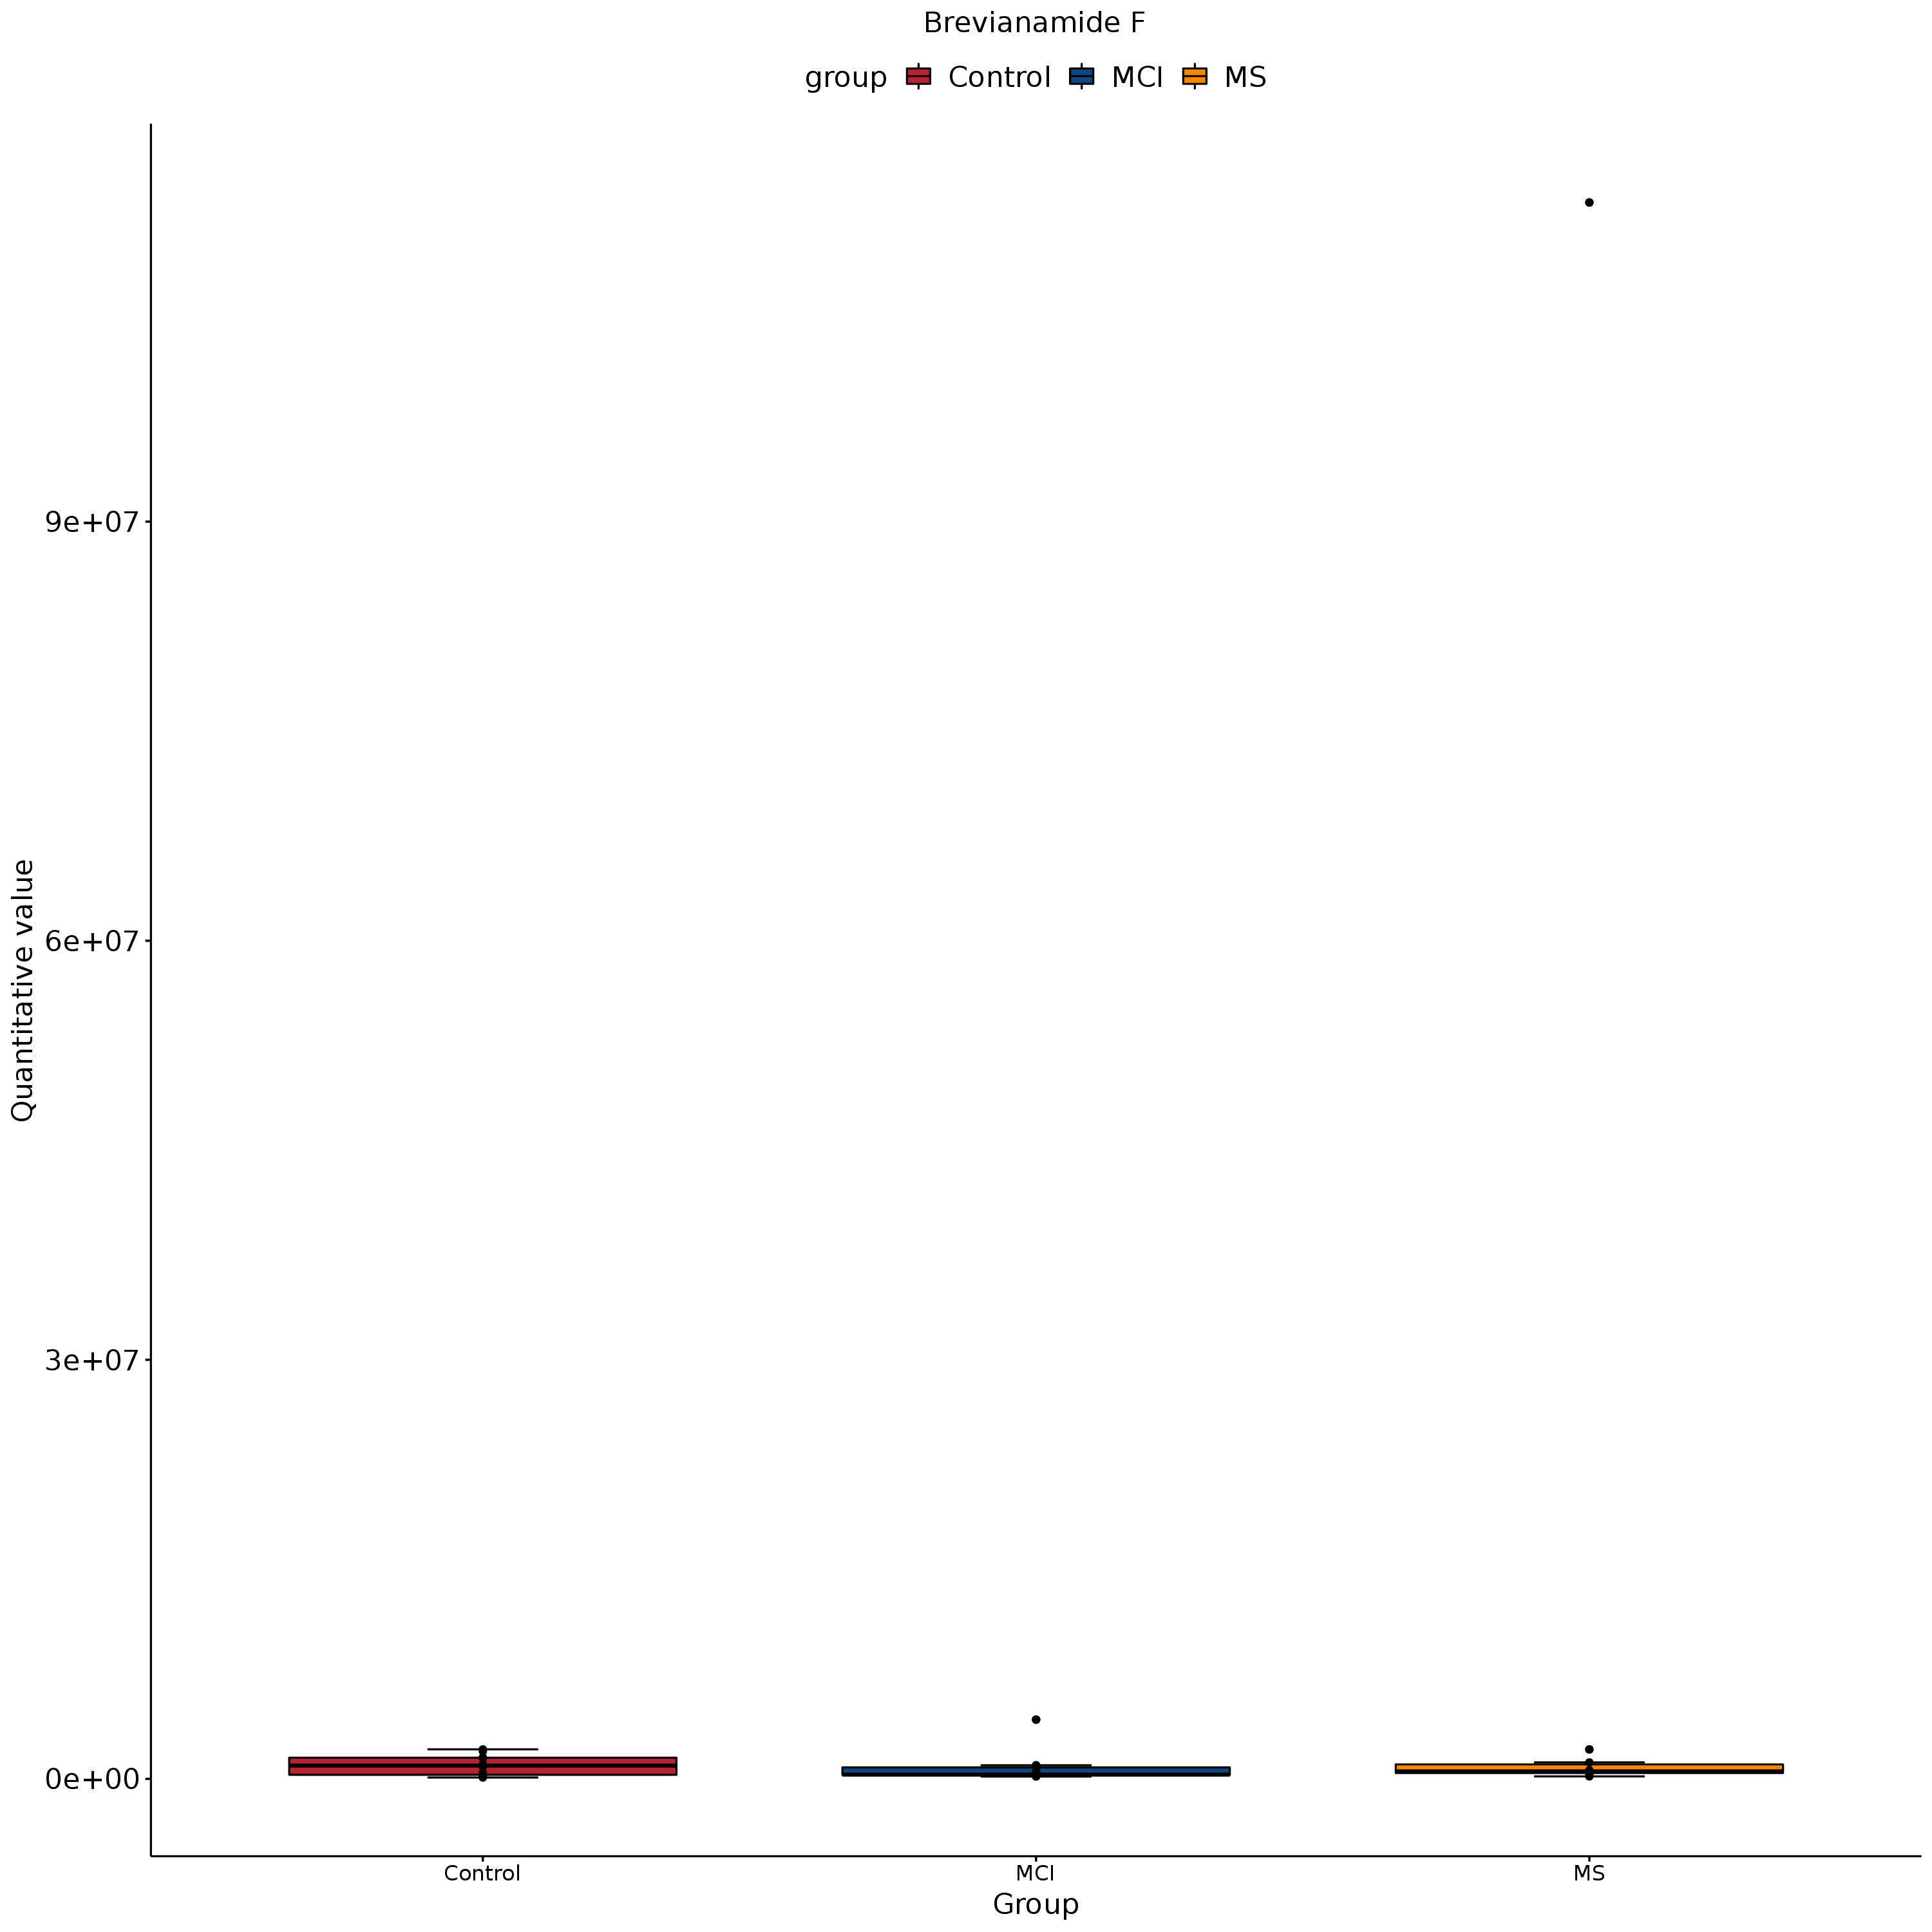 Brevianamide F
group Control MCI MS
Quantitative value
9e+07
6e+07
3e+07
0e+00
Control MCI MS
Group